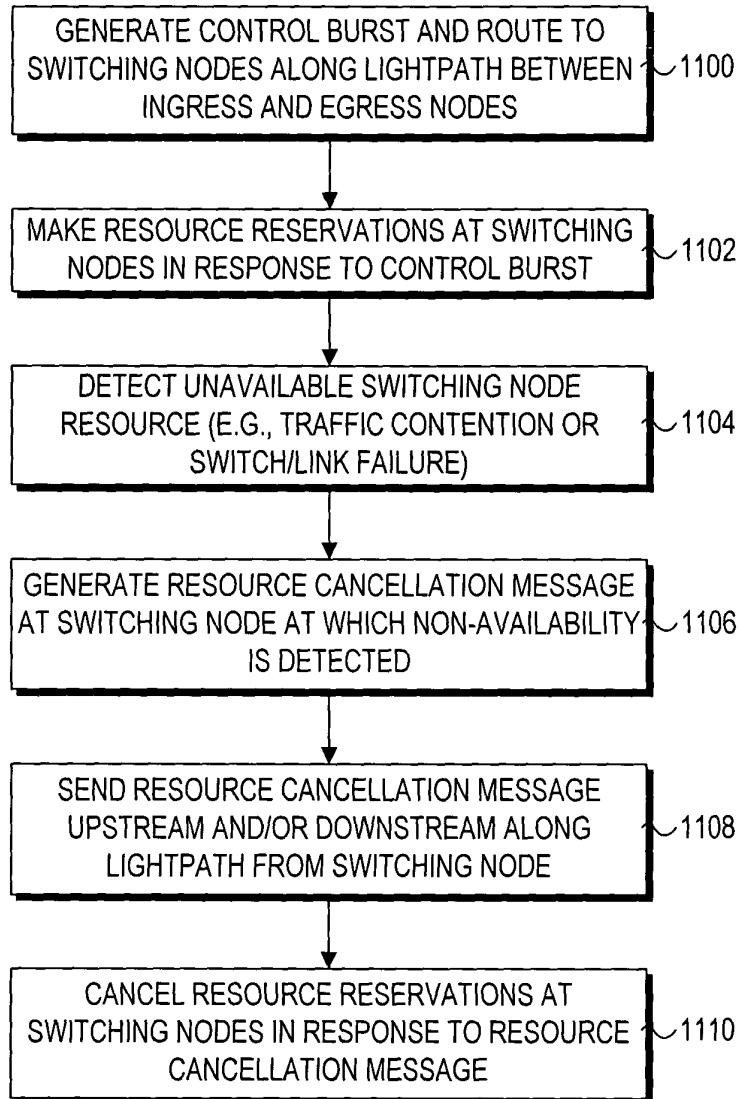 GENERATE CONTROL BURST AND ROUTE TO
SWITCHING NODES ALONG LIGHTPATH BETWEEN
INGRESS AND EGRESS NODES
1100
MAKE RESOURCE RESERVATIONS AT SWITCHING
NODES IN RESPONSE TO CONTROL BURST
1102
DETECT UNAVAILABLE SWITCHING NODE
RESOURCE (E.G., TRAFFIC CONTENTION OR
SWITCH/LINK FAILURE)
1104
GENERATE RESOURCE CANCELLATION MESSAGE
AT SWITCHING NODE AT WHICH NON-AVAILABILITY
IS DETECTED
1106
SEND RESOURCE CANCELLATION MESSAGE
UPSTREAM AND/OR DOWNSTREAM ALONG
LIGHTPATH FROM SWITCHING NODE
1108
CANCEL RESOURCE RESERVATIONS AT
SWITCHING NODES IN RESPONSE TO RESOURCE
CANCELLATION MESSAGE
1110